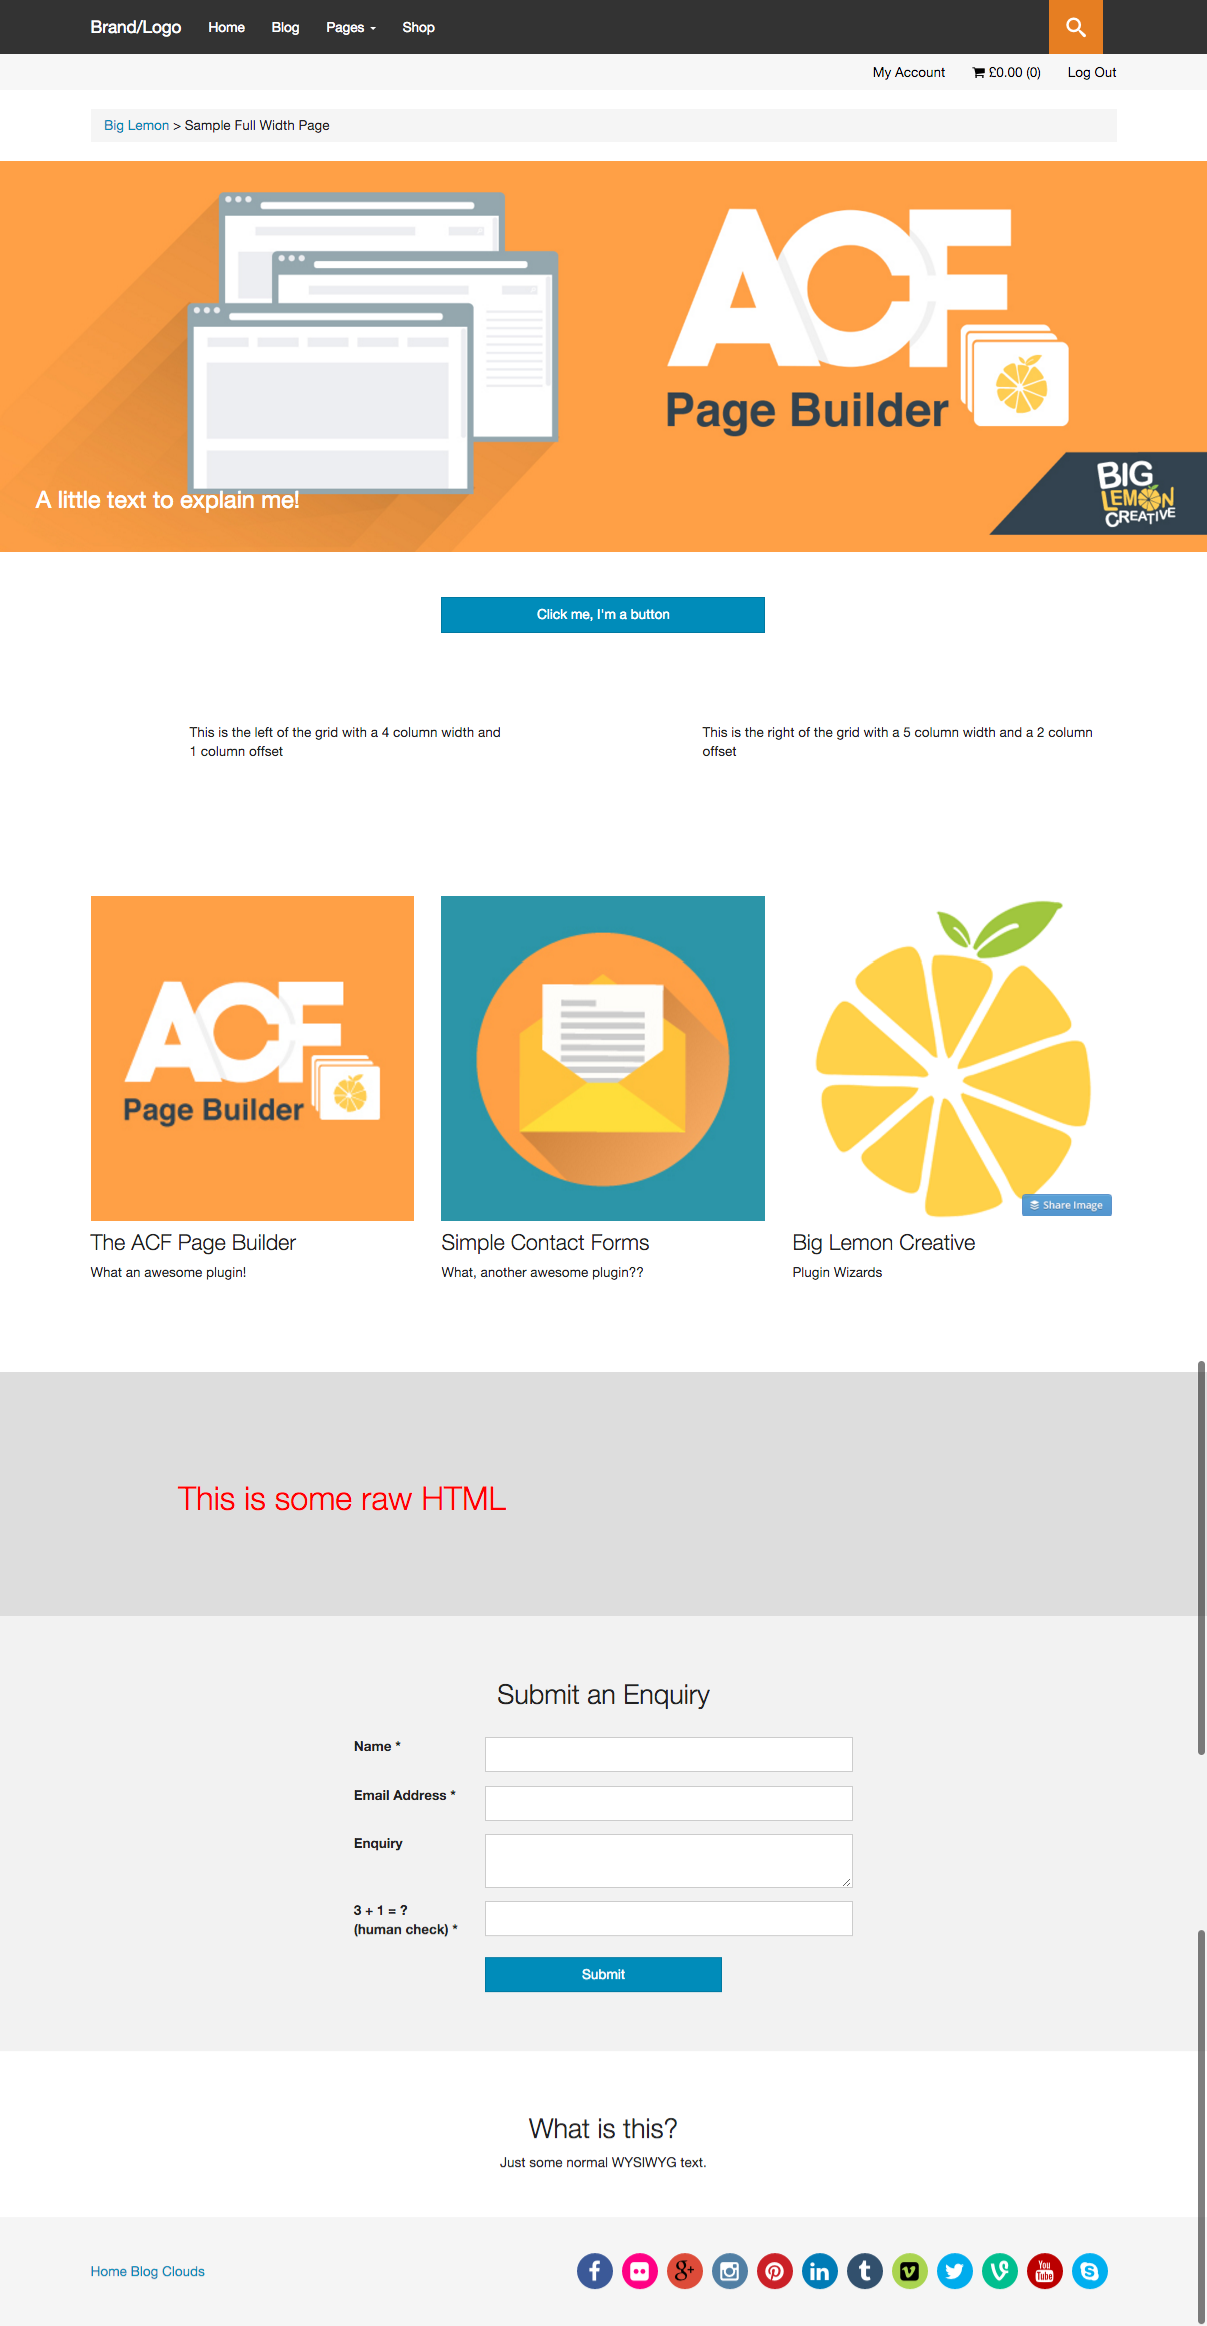 Brand/Logo Home Blog Pages Shop
My Account £0.00 (0) Log Out
Big Lemon > Sample Full Width Page
ACF
Page Builder
A little text to explain me!
BIG
LEMON
CREATIVE
Click me, I'm a button
This is the left of the grid with a 4 column width and
1 column offset
This is the right of the grid with a 5 column width and a 2 column
offset
ACF
Page Builder
Share Image
The ACF Page Builder
What an awesome plugin!
Simple Contact Forms
What, another awesome plugin??
Big Lemon Creative
Plugin Wizards
This is some raw HTML
Submit an Enquiry
Name *
Email Address *
Enquiry
3 + 1 = ?
(human check) *
Submit
What is this?
Just some normal WYSIWYG text.
Home Blog Clouds
f g+ in t V You Tube S